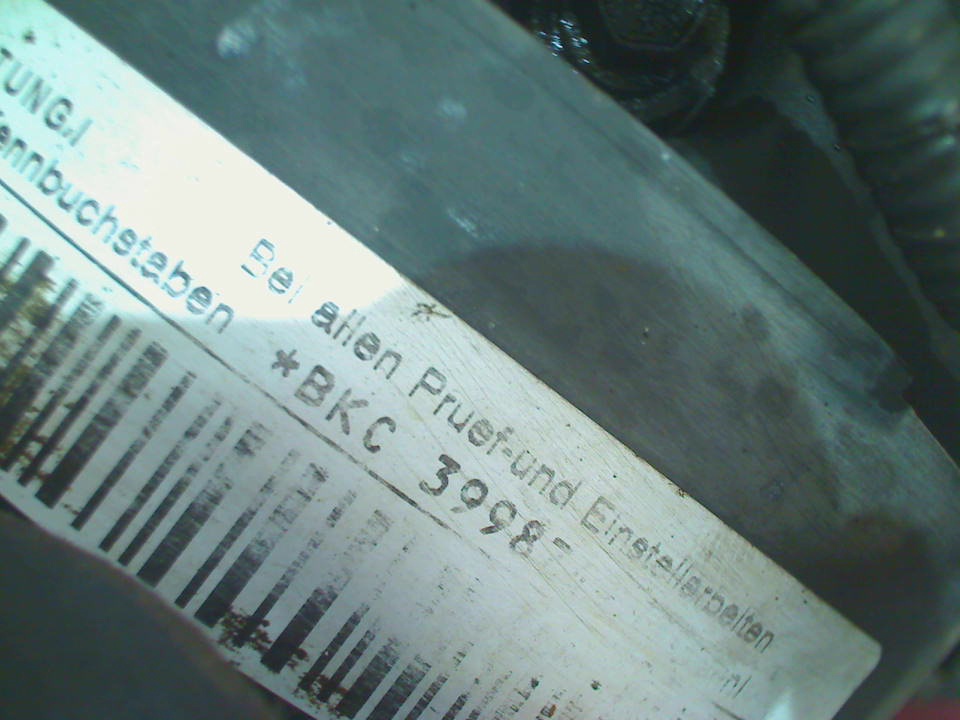 TUNG.!
Bei allen Pruef-und Einstellarbeiten
ennbuchstaben
*BKC 3998-